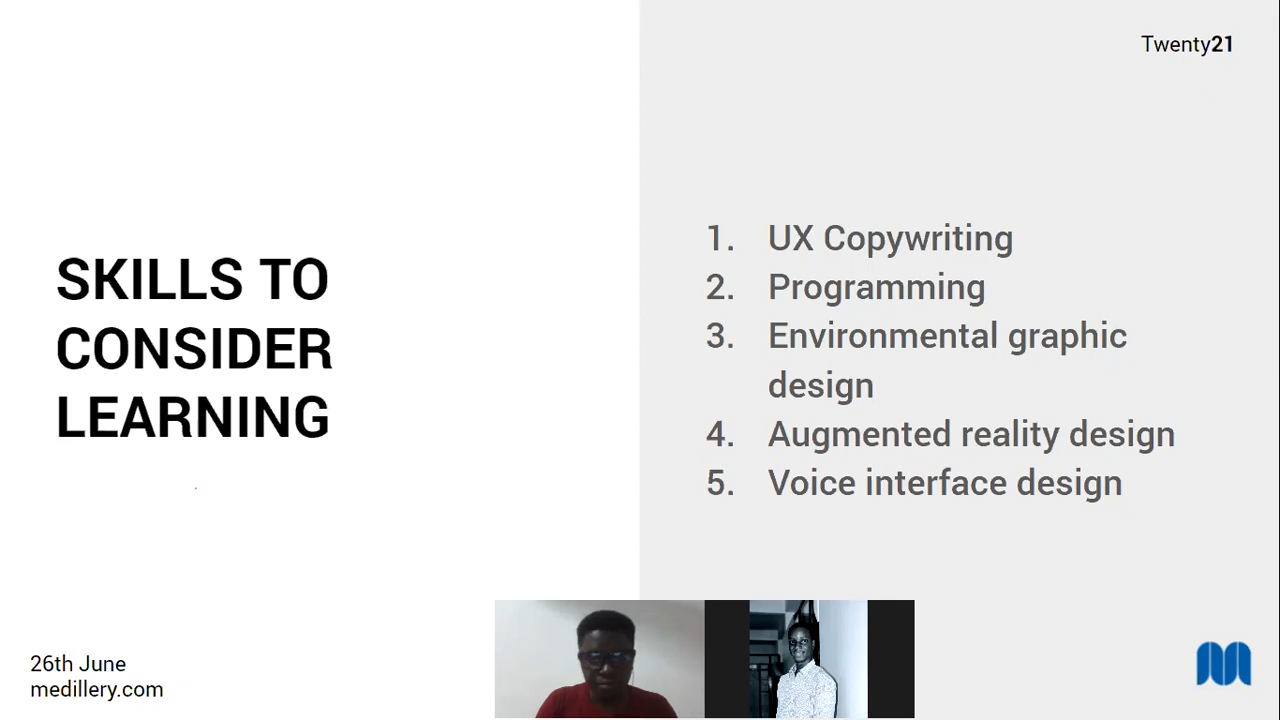 Twenty21
SKILLS TO
CONSIDER
LEARNING
1. UX Copywriting
2. Programming
3. Environmental graphic
design
4. Augmented reality design
5. Voice interface design
26th June
medillery.com